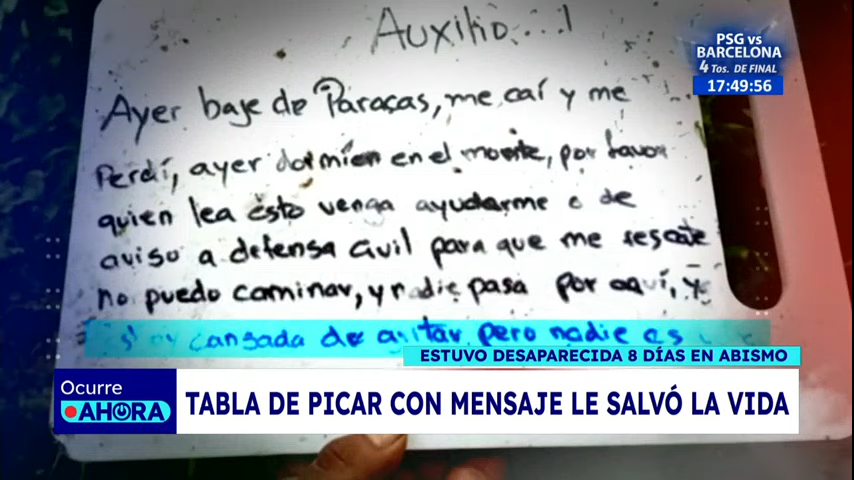 Auxilio...!
PSG vs
BARCELONA
4 Tos. DE FINAL
17:49:56
Ayer baje de Paracas, me caí y me
Perdí, ayer dormien en el monte, por favor
quien lea esto venga ayudarme o de
aviso a defensa civil para que me rescate
no puedo caminar, y nadie pasa por aquí, y
cansada de gritar pero nadie es
ESTUVO DESAPARECIDA 8 DÍAS EN ABISMO
Ocurre
AHORA
TABLA DE PICAR CON MENSAJE LE SALVÓ LA VIDA